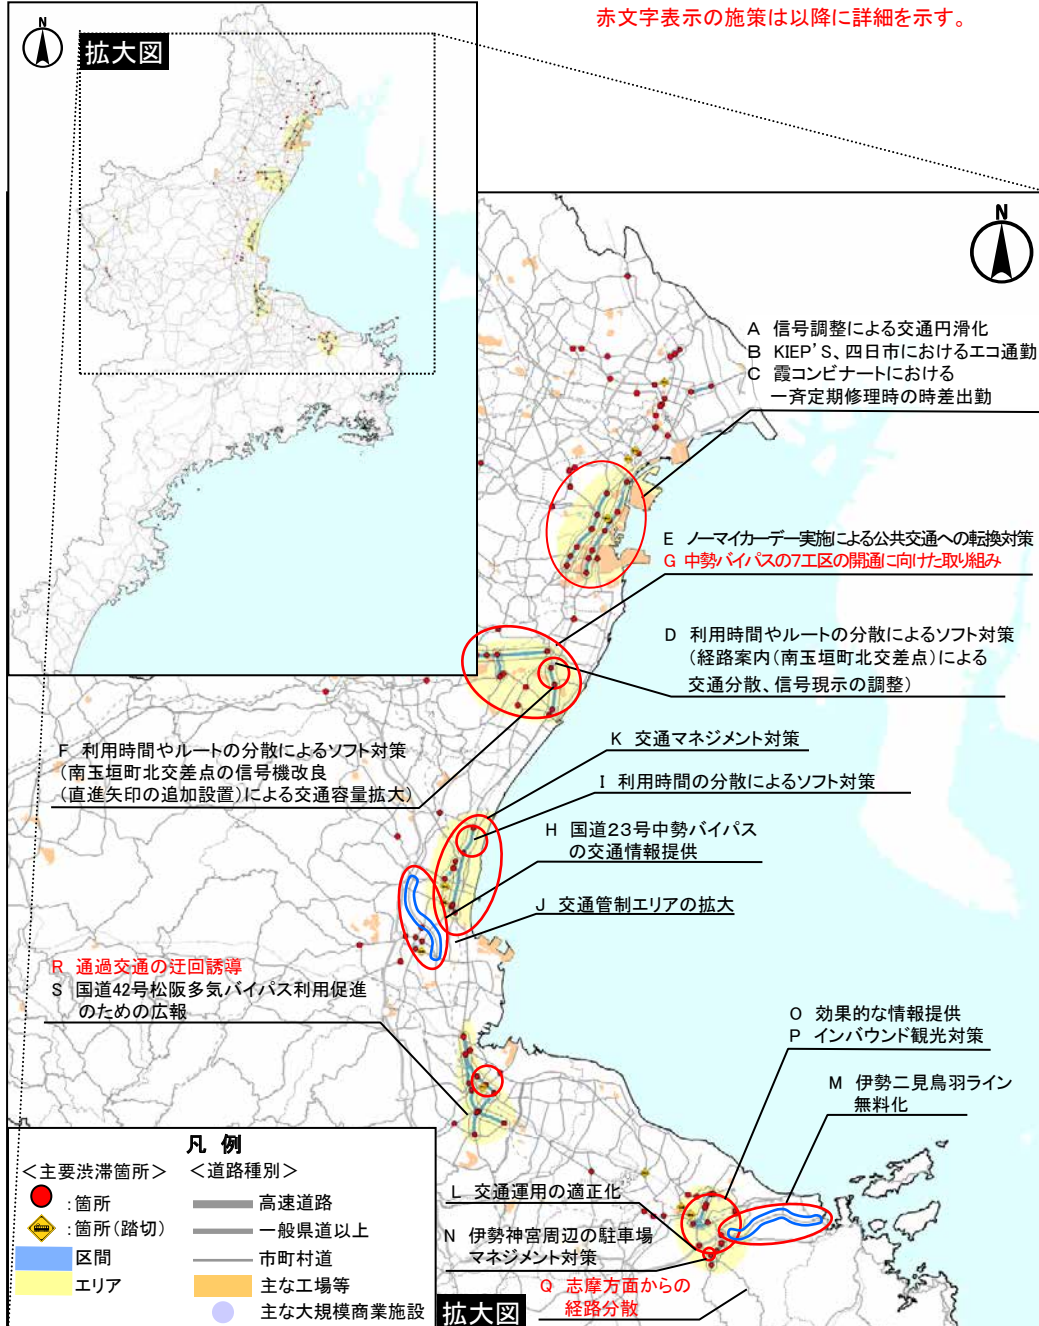 赤文字表示の施策は以降に詳細を示す。
N
拡大図
N
A 信号調整による交通円滑化
B KIEP'S、四日市におけるエコ通勤
C 霞コンビナートにおける
一斉定期修理時の時差出勤
E ノーマイカーデー実施による公共交通への転換対策
G 中勢バイパスの7工区の開通に向けた取り組み
D 利用時間やルートの分散によるソフト対策
(経路案内(南玉垣町北交差点)による
交通分散、信号現示の調整)
F 利用時間やルートの分散によるソフト対策
(南玉垣町北交差点の信号機改良
(直進矢印の追加設置)による交通容量拡大)
K 交通マネジメント対策
I 利用時間の分散によるソフト対策
H 国道23号中勢バイパス
の交通情報提供
J 交通管制エリアの拡大
R 通過交通の迂回誘導
S 国道42号松阪多気バイパス利用促進
のための広報
O 効果的な情報提供
P インバウンド観光対策
M 伊勢二見鳥羽ライン
無料化
L 交通運用の適正化
N 伊勢神宮周辺の駐車場
マネジメント対策
Q 志摩方面からの
経路分散
凡 例
<主要渋滞箇所>
:箇所
:箇所(踏切)
区間
エリア
<道路種別>
高速道路
一般県道以上
市町村道
主な工場等
主な大規模商業施設
拡大図